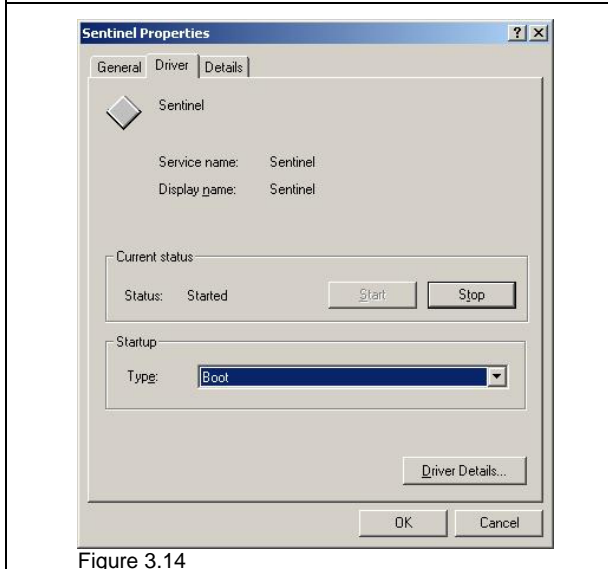 Sentinel Properties
General Driver Details
Sentinel
Service name: Sentinel
Display name: Sentinel
Current status
Status: Started Start Stop
Startup
Type: Boot
Driver Details...
OK Cancel
Figure 3.14